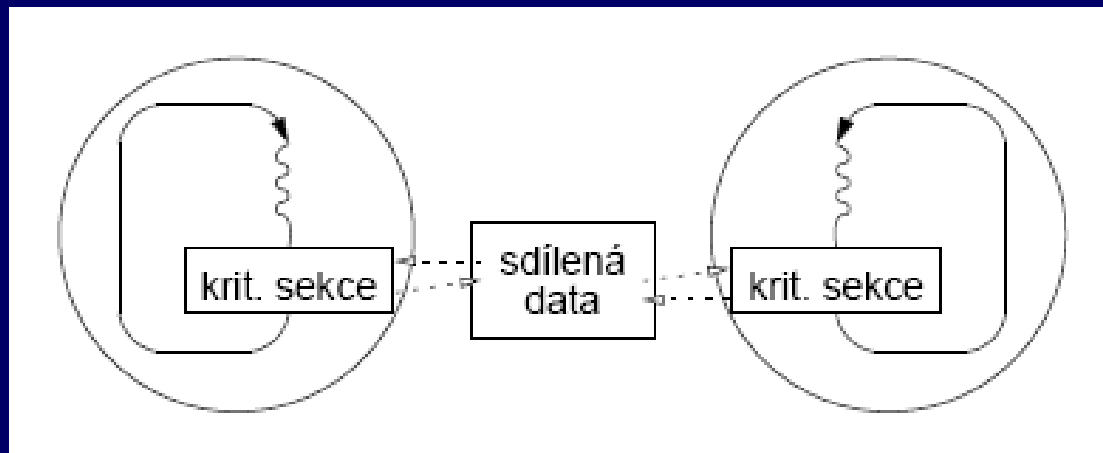 krit. sekce
sdílená
data
krit. sekce